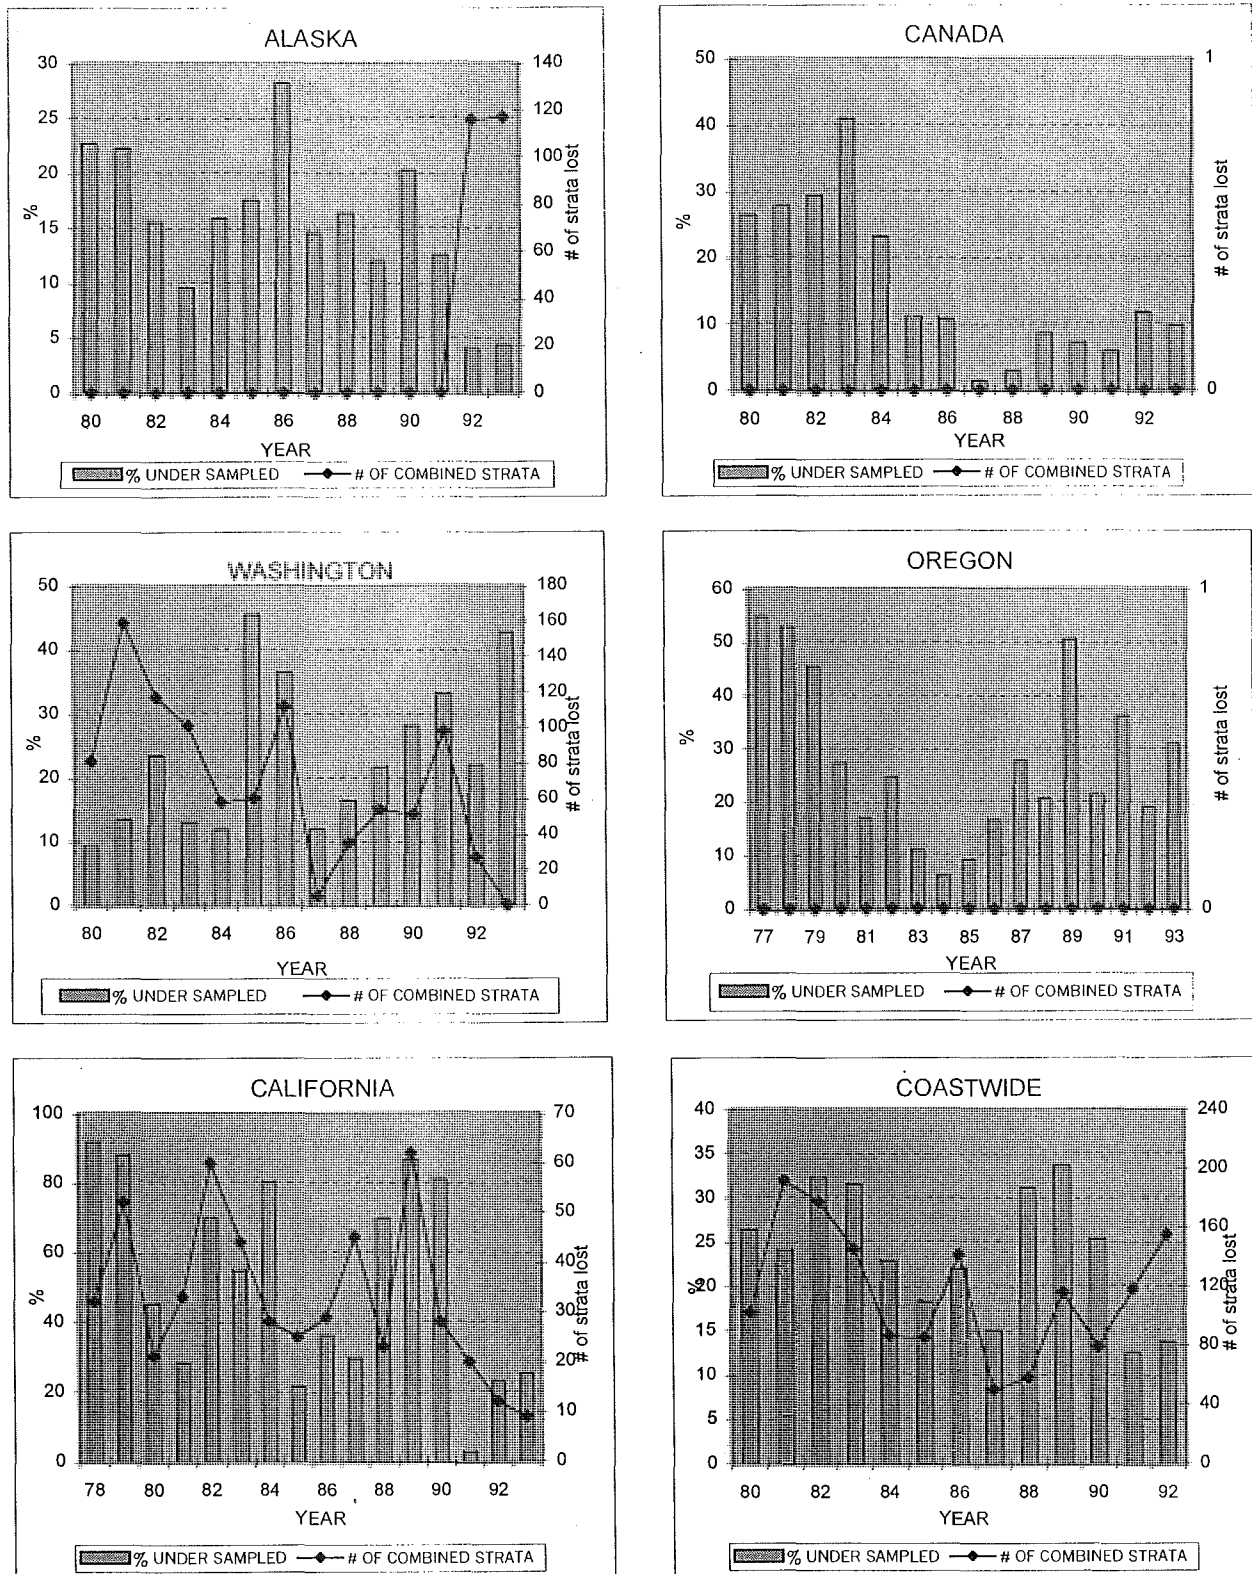 ALASKA
30
25
20
15
10
5
0
%
140
120
100
80
60
40
20
0
# of strata lost
80 82 84 86 88 90 92
YEAR
% UNDER SAMPLED # OF COMBINED STRATA
CANADA
50
40
30
20
10
0
%
1
0
# of strata lost
80 82 84 86 88 90 92
YEAR
% UNDER SAMPLED # OF COMBINED STRATA
WASHINGTON
50
40
30
20
10
0
%
180
160
140
120
100
80
60
40
20
0
# of strata lost
80 82 84 86 88 90 92
YEAR
% UNDER SAMPLED # OF COMBINED STRATA
OREGON
60
50
40
30
20
10
0
%
1
0
# of strata lost
77 79 81 83 85 87 89 91 93
YEAR
% UNDER SAMPLED # OF COMBINED STRATA
CALIFORNIA
100
80
60
40
20
0
%
70
60
50
40
30
20
10
0
# of strata lost
78 80 82 84 86 88 90 92
YEAR
% UNDER SAMPLED # OF COMBINED STRATA
COASTWIDE
40
35
30
25
20
15
10
5
0
%
240
200
160
120
80
40
0
# of strata lost
80 82 84 86 88 90 92
YEAR
% UNDER SAMPLED # OF COMBINED STRATA